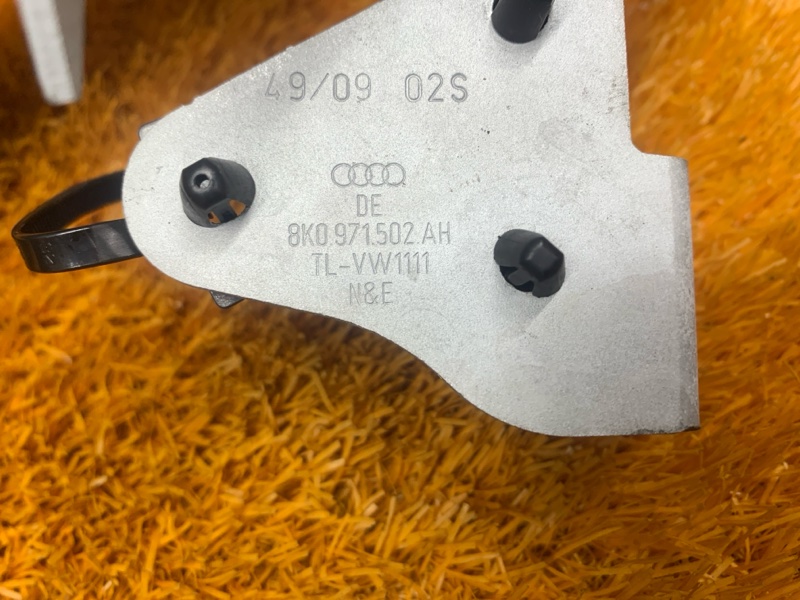 49/09 02S
DE
8K0.971.502.AH
TL-VW1111
N&E